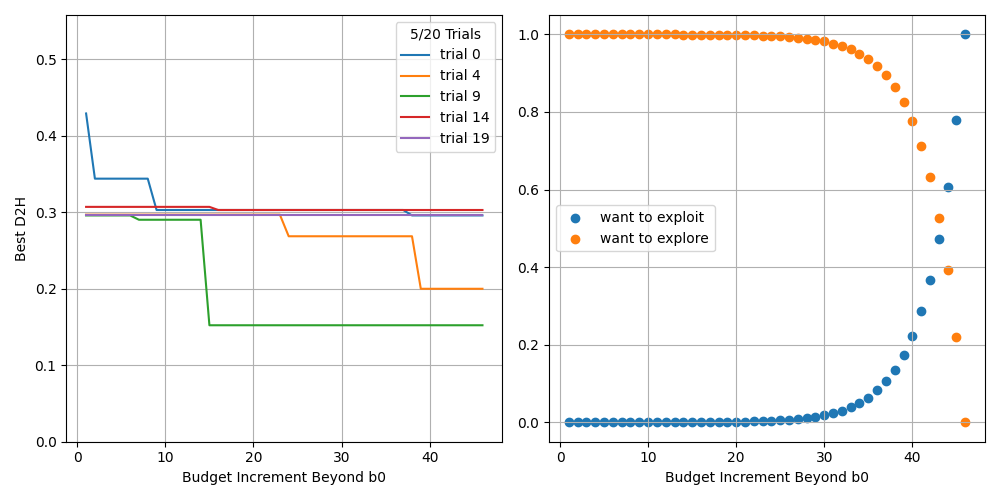 5/20 Trials
trial 0
trial 4
trial 9
trial 14
trial 19
Best D2H
0.5
0.4
0.3
0.2
0.1
0.0
0 10 20 30 40
Budget Increment Beyond b0
want to exploit
want to explore
1.0
0.8
0.6
0.4
0.2
0.0
0 10 20 30 40
Budget Increment Beyond b0